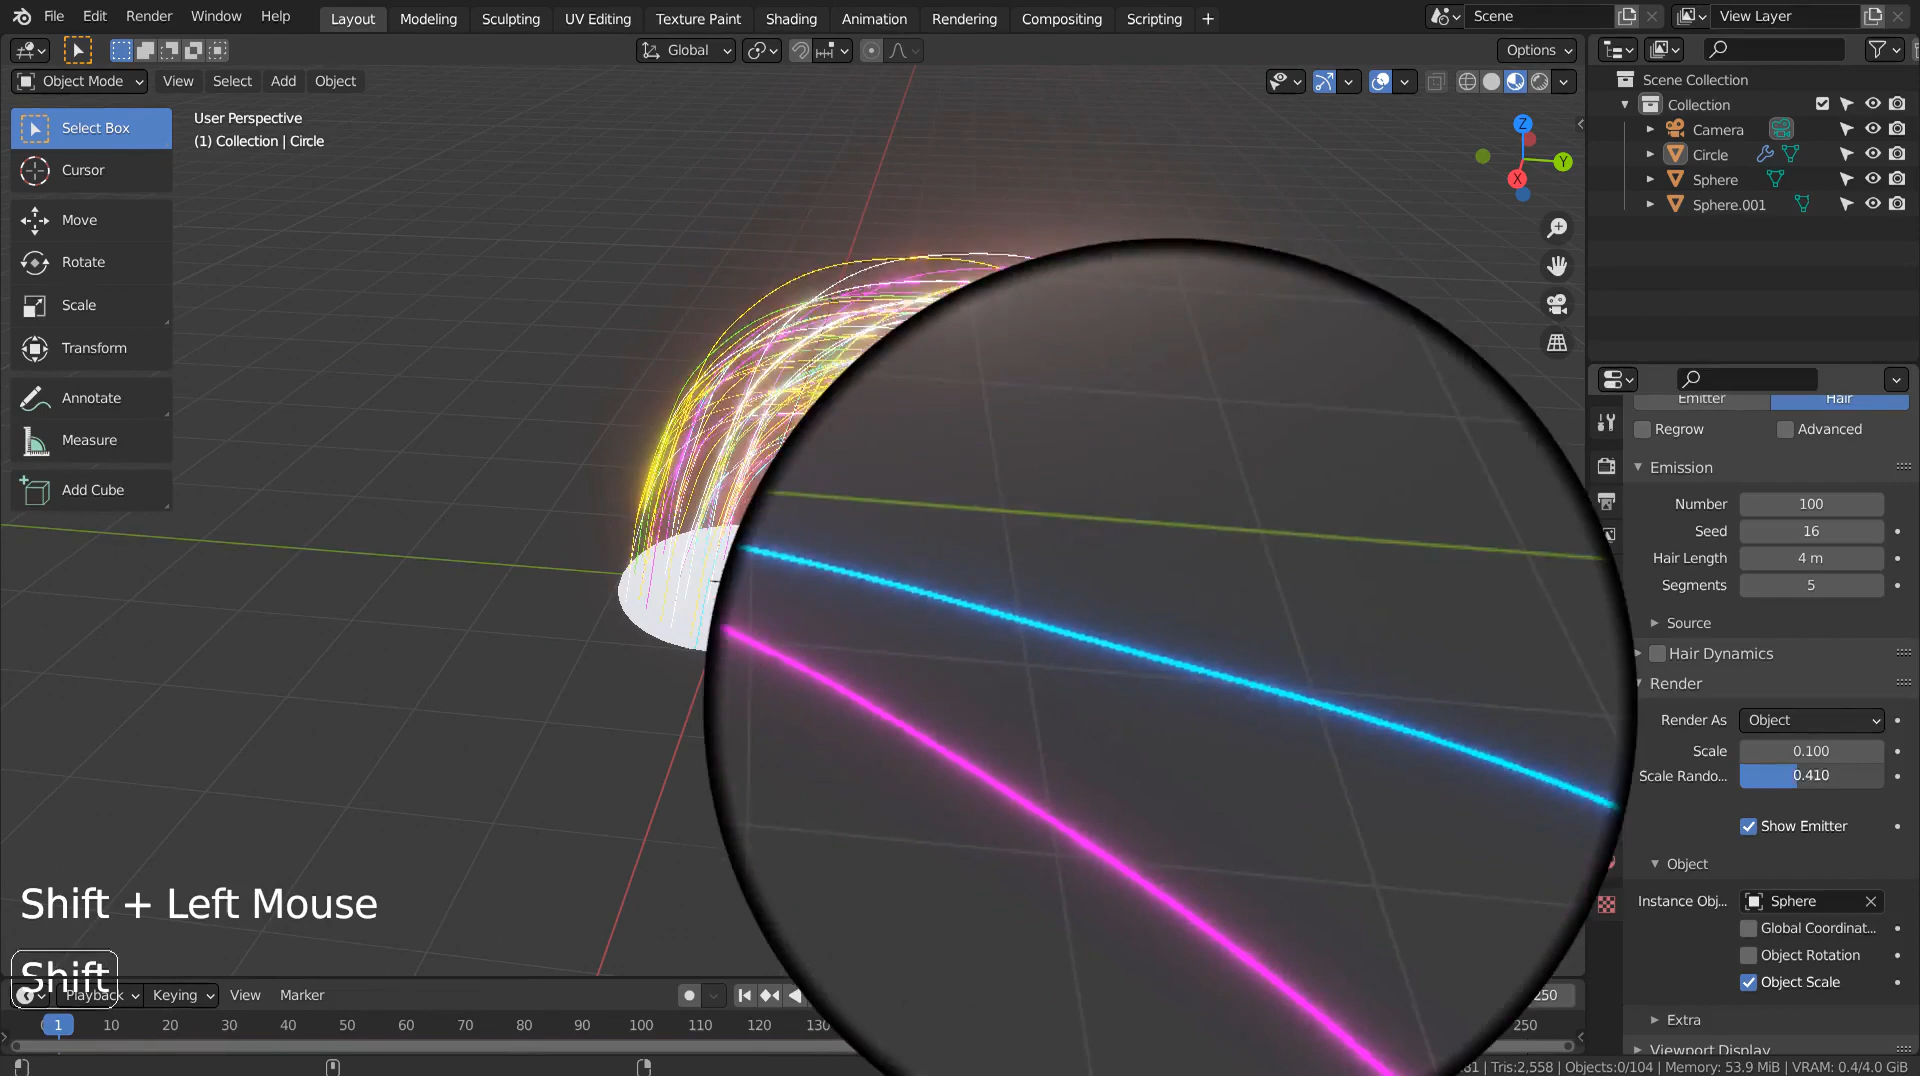 File Edit Render Window Help
Layout Modeling Sculpting UV Editing Texture Paint Shading Animation Rendering Compositing Scripting +
Scene
View Layer
Global
Options
Object Mode View Select Add Object
Select Box
Cursor
Move
Rotate
Scale
Transform
Annotate
Measure
Add Cube
User Perspective
(1) Collection | Circle
Z
Y
X
Scene Collection
Collection
Camera
Circle
Sphere
Sphere.001
Emitter Hair
Regrow Advanced
Emission
Number 100
Seed 16
Hair Length 4 m
Segments 5
Source
Hair Dynamics
Render
Render As Object
Scale 0.100
Scale Rando... 0.410
Show Emitter
Object
Instance Obj... Sphere
Global Coordinat...
Object Rotation
Object Scale
Extra
Viewport Display
Shift + Left Mouse
Shift
Playback Keying View Marker
250
1 10 20 30 40 50 60 70 80 90 100 110 120 130 250
81 | Tris:2,558 | Objects:0/104 | Memory: 53.9 MiB | VRAM: 0.4/4.0 GiB